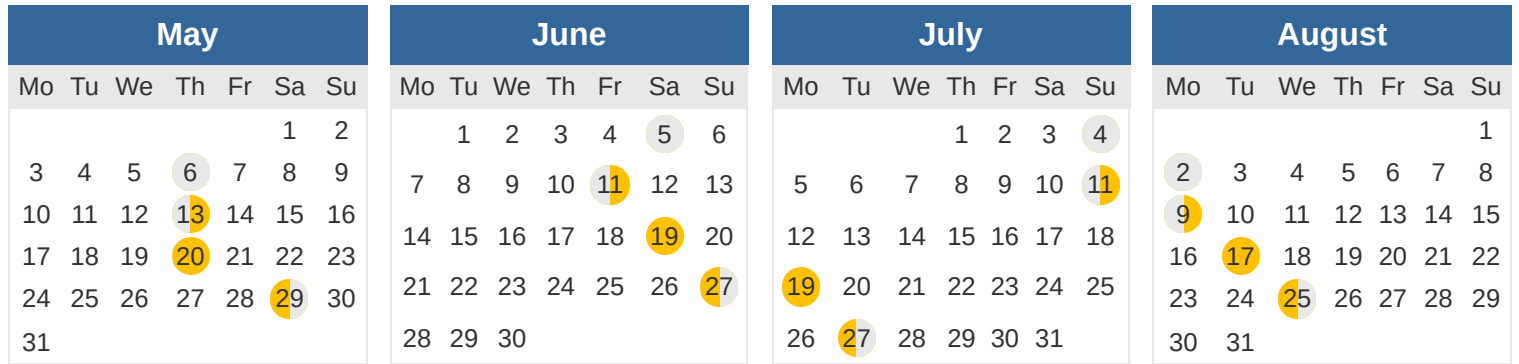 May
Mo Tu We Th Fr Sa Su
1 2
3 4 5 6 7 8 9
10 11 12 13 14 15 16
17 18 19 20 21 22 23
24 25 26 27 28 29 30
31
June
Mo Tu We Th Fr Sa Su
1 2 3 4 5 6
7 8 9 10 11 12 13
14 15 16 17 18 19 20
21 22 23 24 25 26 27
28 29 30
July
Mo Tu We Th Fr Sa Su
1 2 3 4
5 6 7 8 9 10 11
12 13 14 15 16 17 18
19 20 21 22 23 24 25
26 27 28 29 30 31
August
Mo Tu We Th Fr Sa Su
1
2 3 4 5 6 7 8
9 10 11 12 13 14 15
16 17 18 19 20 21 22
23 24 25 26 27 28 29
30 31